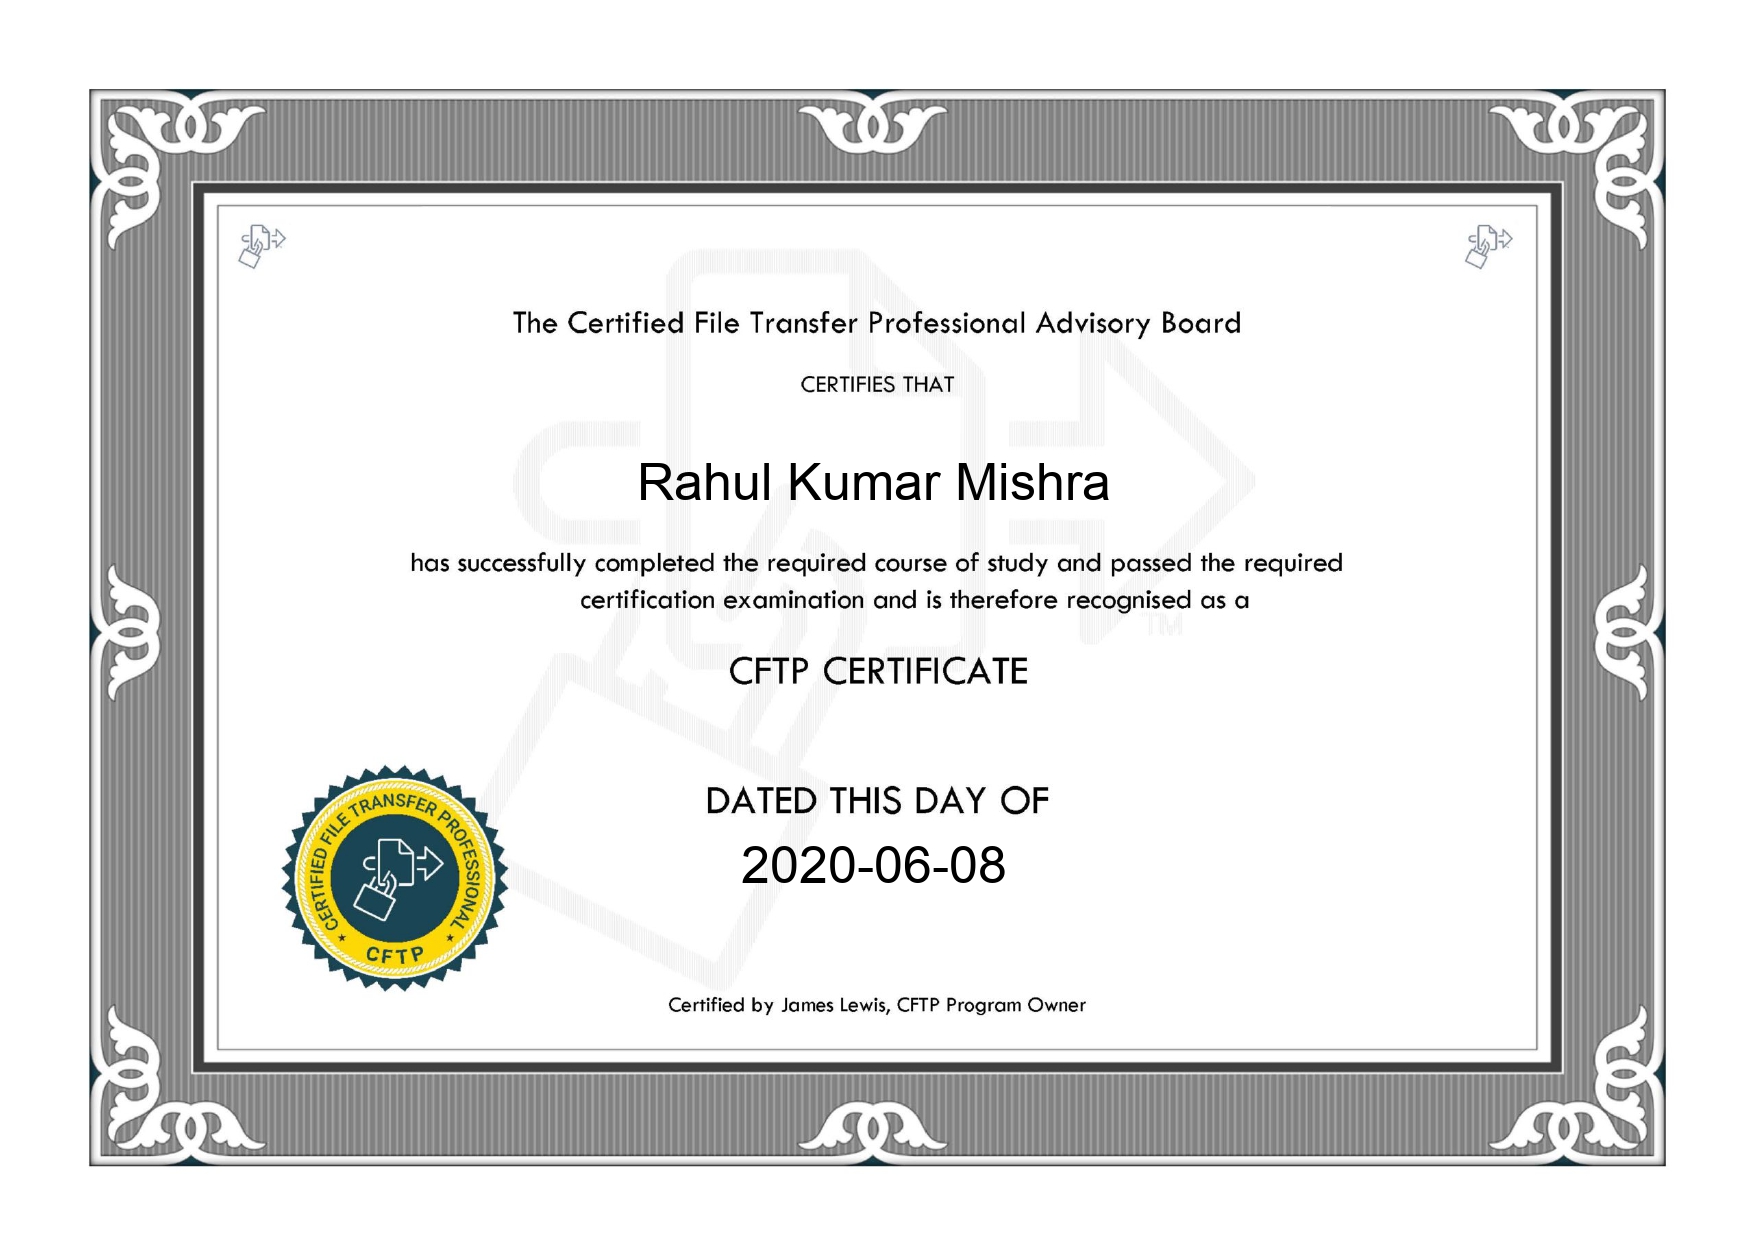 The Certified File Transfer Professional Advisory Board
CERTIFIES THAT
Rahul Kumar Mishra
has successfully completed the required course of study and passed the required
certification examination and is therefore recognised as a
TM
CFTP CERTIFICATE
DATED THIS DAY OF
2020-06-08
CERTIFIED FILE TRANSFER PROFESSIONAL
CFTP
Certified by James Lewis, CFTP Program Owner